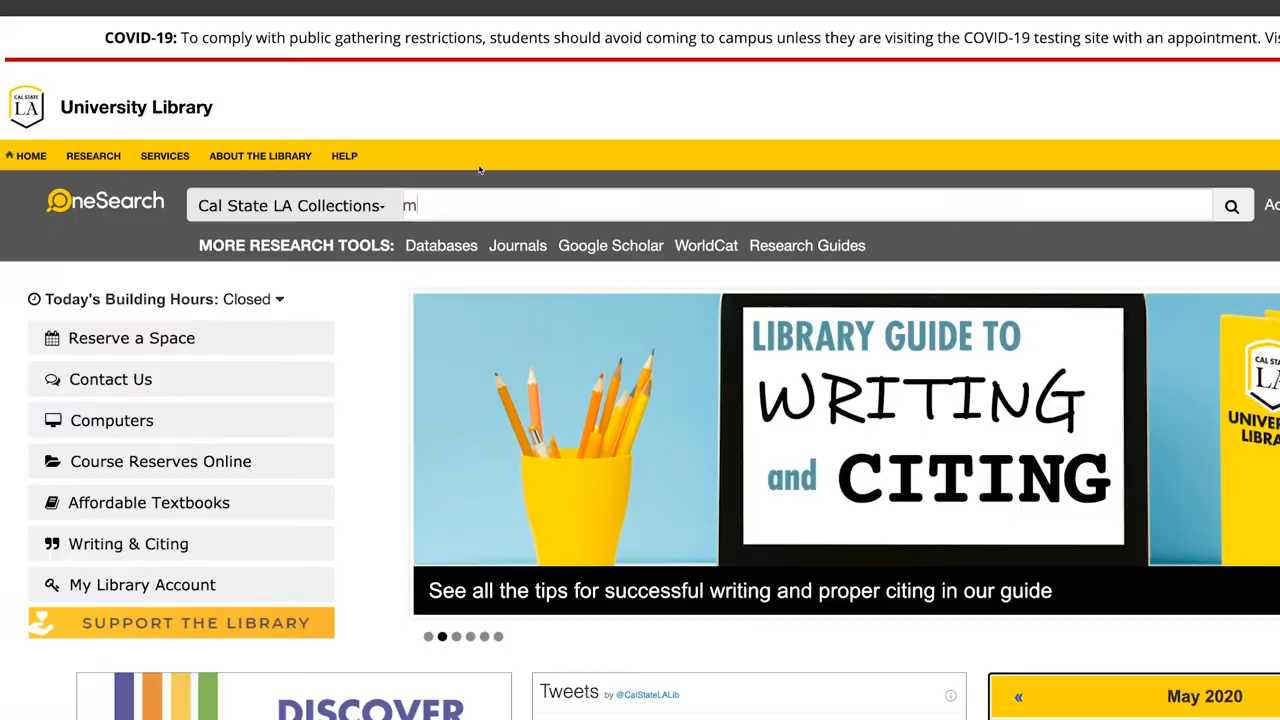 COVID-19: To comply with public gathering restrictions, students should avoid coming to campus unless they are visiting the COVID-19 testing site with an appointment.
CAL STATE
LA
University Library
HOME RESEARCH SERVICES ABOUT THE LIBRARY HELP
OneSearch Cal State LA Collections- m
MORE RESEARCH TOOLS: Databases Journals Google Scholar WorldCat Research Guides
Today's Building Hours: Closed
Reserve a Space
Contact Us
Computers
Course Reserves Online
Affordable Textbooks
Writing & Citing
My Library Account
SUPPORT THE LIBRARY
LIBRARY GUIDE TO
WRITING
and CITING
See all the tips for successful writing and proper citing in our guide
DISCOVER
Tweets by @CalStateLALib
« May 2020